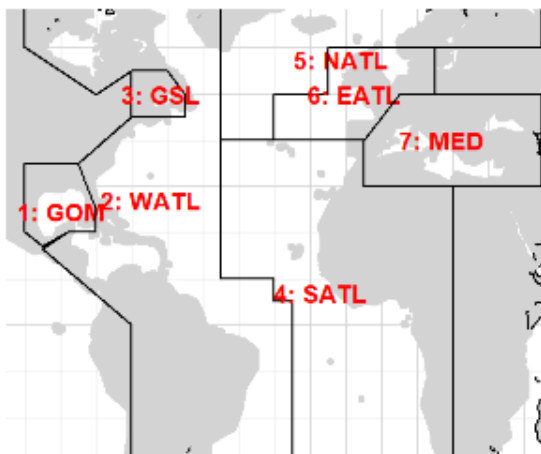 5: NATL
3: GSL
6: EATL
7: MED
2: WATL
1: GOM
4: SATL